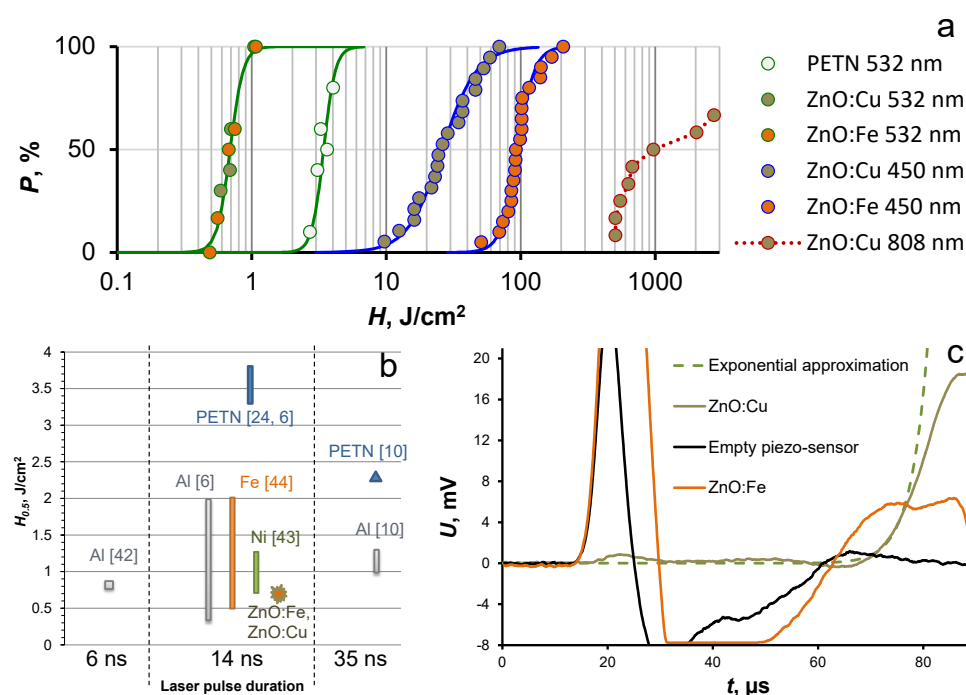 a
100
50
0
P, %
0.1
1
10
100
1000
H, J/cm²
PETN 532 nm
ZnO:Cu 532 nm
ZnO:Fe 532 nm
ZnO:Cu 450 nm
ZnO:Fe 450 nm
ZnO:Cu 808 nm
b
4
3.5
3
2.5
2
1.5
1
0.5
0
H0.5, J/cm²
PETN [24, 6]
PETN [10]
Al [6]
Fe [44]
Ni [43]
Al [10]
Al [42]
ZnO:Fe,
ZnO:Cu
6 ns
14 ns
35 ns
Laser pulse duration
c
20
16
12
8
4
0
-4
-8
U, mV
Exponential approximation
ZnO:Cu
Empty piezo-sensor
ZnO:Fe
0
20
40
60
80
t, µs